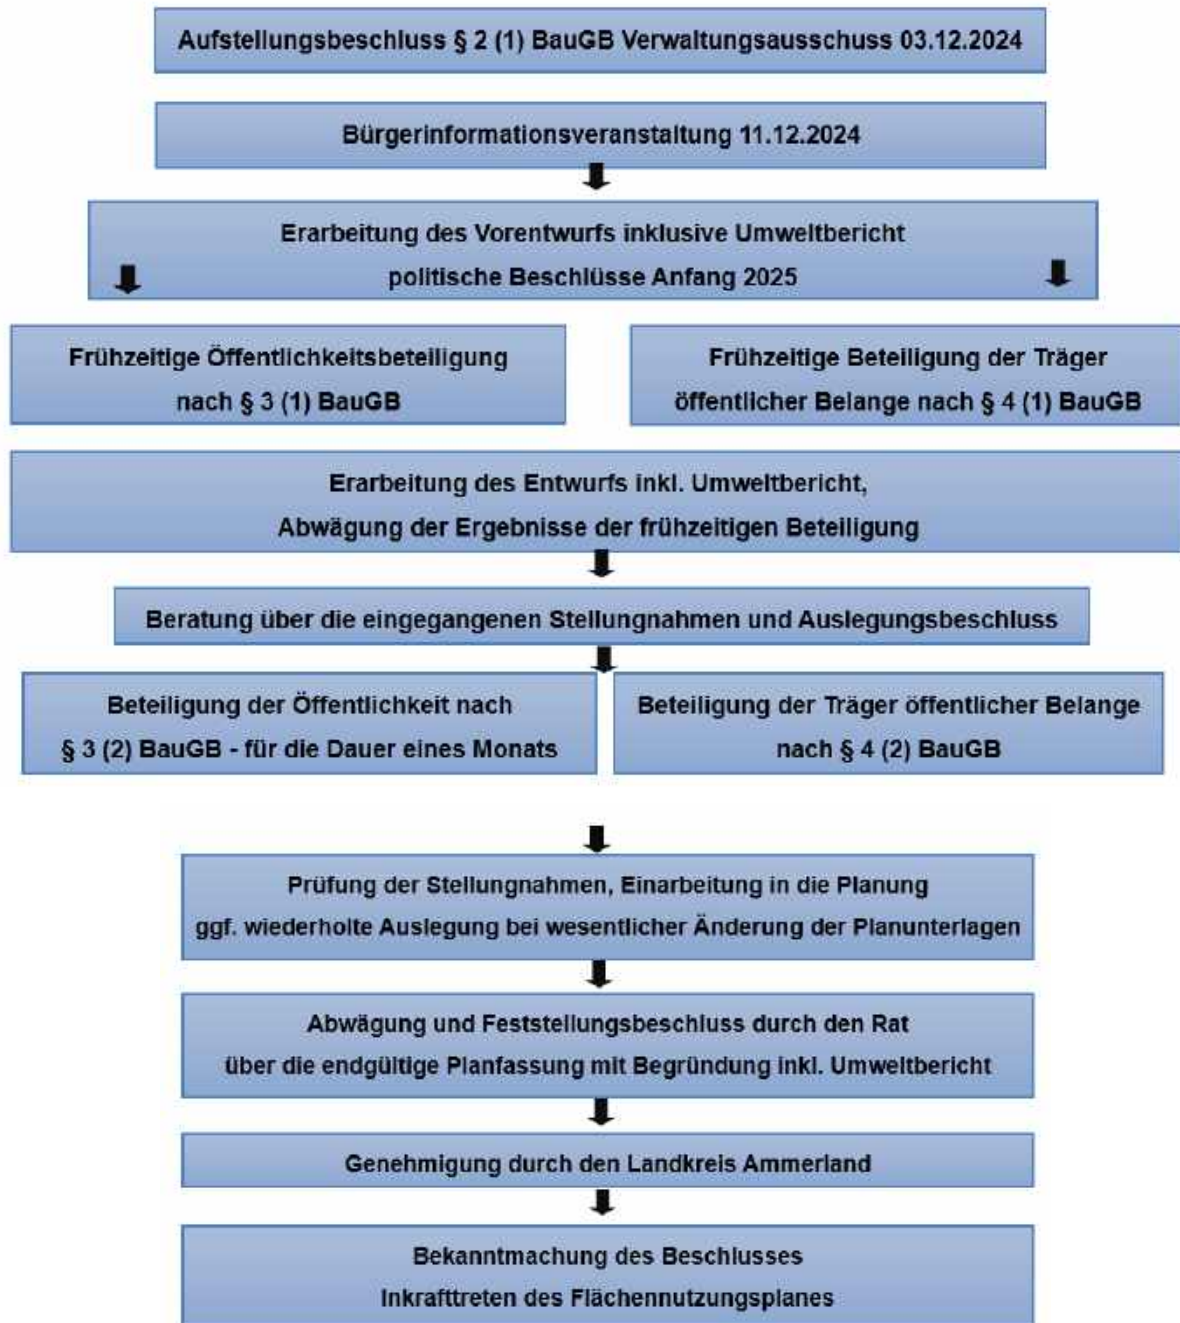 Aufstellungsbeschluss § 2 (1) BauGB Verwaltungsausschuss 03.12.2024
Bürgerinformationsveranstaltung 11.12.2024
Erarbeitung des Vorentwurfs inklusive Umweltbericht
politische Beschlüsse Anfang 2025
Frühzeitige Öffentlichkeitsbeteiligung
nach § 3 (1) BauGB
Frühzeitige Beteiligung der Träger
öffentlicher Belange nach § 4 (1) BauGB
Erarbeitung des Entwurfs inkl. Umweltbericht,
Abwägung der Ergebnisse der frühzeitigen Beteiligung
Beratung über die eingegangenen Stellungnahmen und Auslegungsbeschluss
Beteiligung der Öffentlichkeit nach
§ 3 (2) BauGB - für die Dauer eines Monats
Beteiligung der Träger öffentlicher Belange
nach § 4 (2) BauGB
Prüfung der Stellungnahmen, Einarbeitung in die Planung
ggf. wiederholte Auslegung bei wesentlicher Änderung der Planunterlagen
Abwägung und Feststellungsbeschluss durch den Rat
über die endgültige Planfassung mit Begründung inkl. Umweltbericht
Genehmigung durch den Landkreis Ammerland
Bekanntmachung des Beschlusses
Inkrafttreten des Flächennutzungsplanes